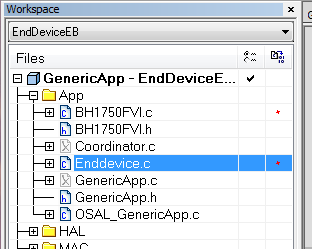 Workspace
EndDeviceEB
Files
GenericApp - EndDeviceE...
App
BH1750FVI.c
BH1750FVI.h
Coordinator.c
Enddevice.c
GenericApp.c
GenericApp.h
OSAL_GenericApp.c
HAL
MAC